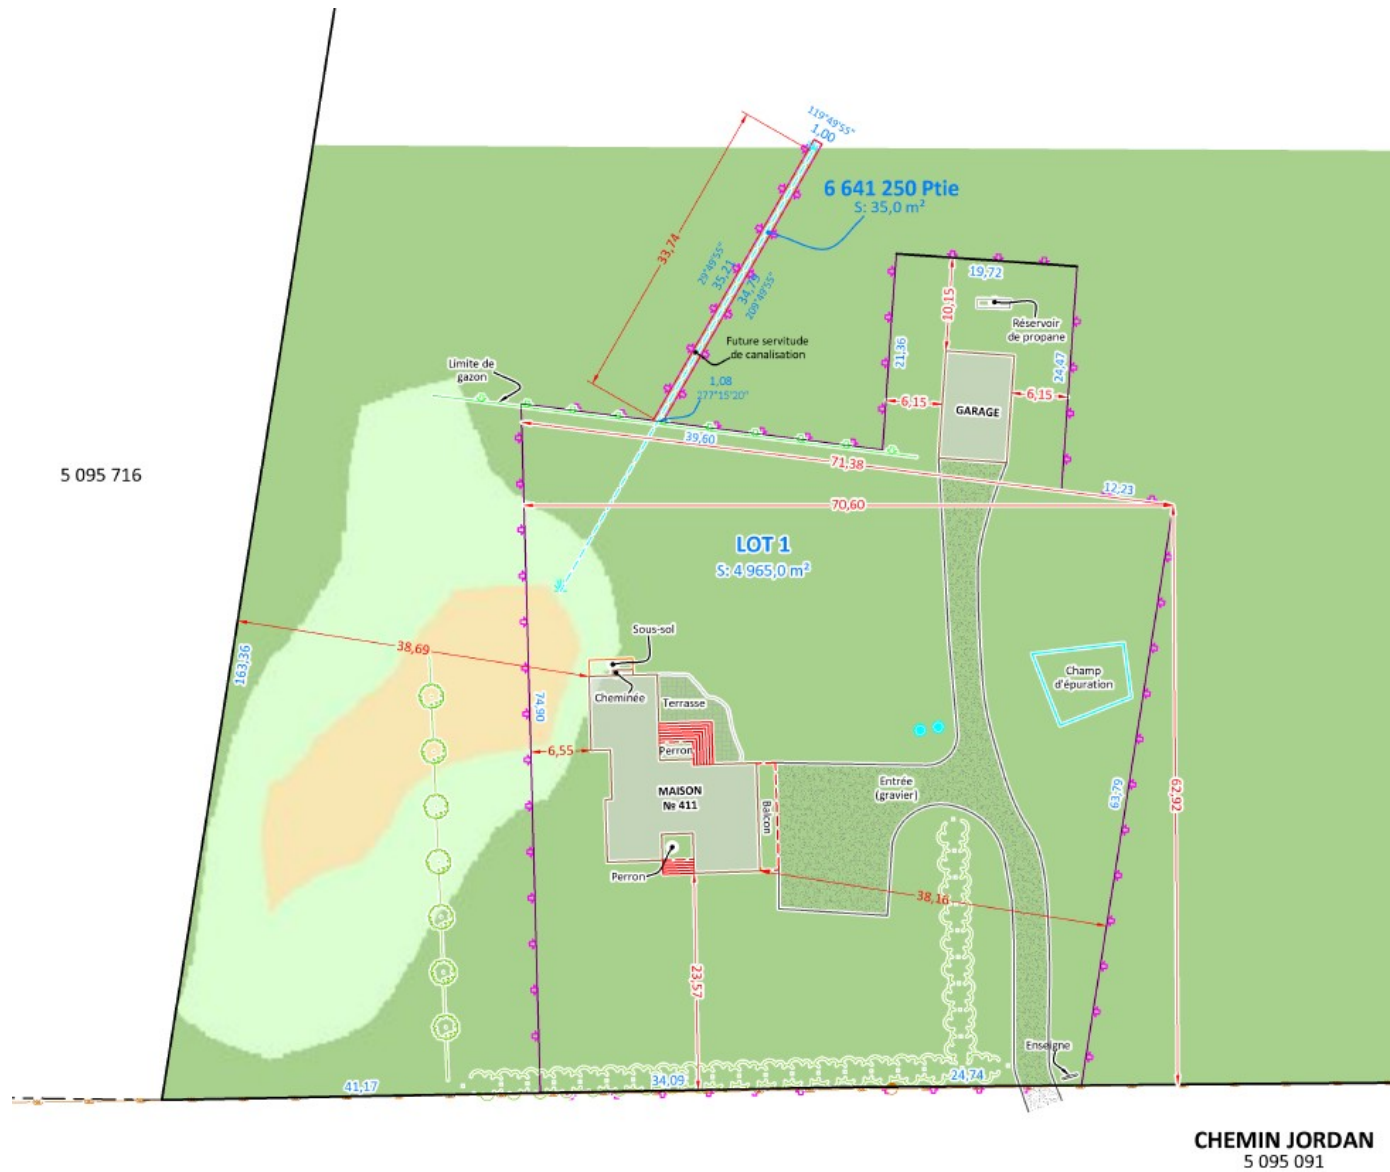 119°49'55"
1,00
6 641 250 Ptie
S: 35,0 m²
33,74
29°49'55"
35,21
34,79
209°49'55"
19,72
10,15
Réservoir
de propane
Future servitude
de canalisation
21,36
24,47
Limite de
gazon
1,08
277°15'20"
6,15
6,15
GARAGE
39,60
71,38
5 095 716
12,23
70,60
LOT 1
S: 4 965,0 m²
Sous-sol
38,69
163,36
Cheminée
Terrasse
Champ
d'épuration
74,90
6,55
Perron
MAISON
№ 411
Balcon
Entrée
(gravier)
63,79
62,92
Perron
38,16
23,57
Enseigne
41,17
34,09
24,74
CHEMIN JORDAN
5 095 091